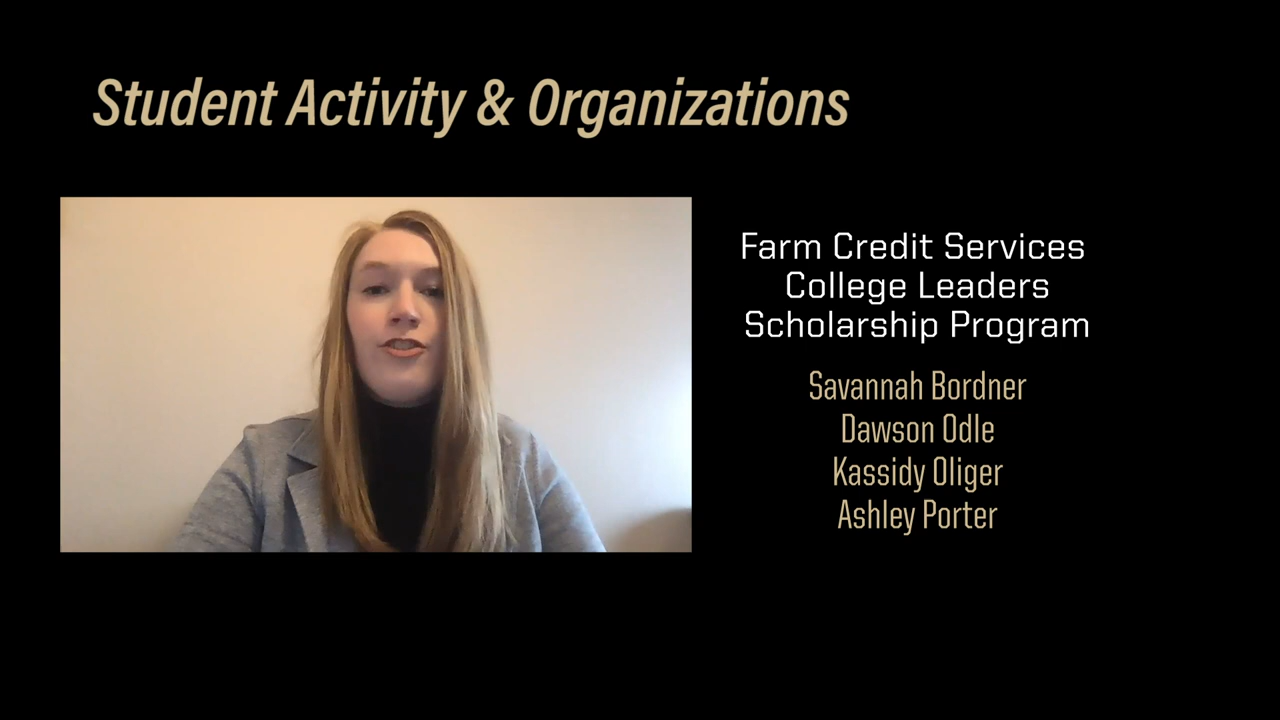 Student Activity & Organizations
Farm Credit Services
College Leaders
Scholarship Program
Savannah Bordner
Dawson Odle
Kassidy Oliger
Ashley Porter